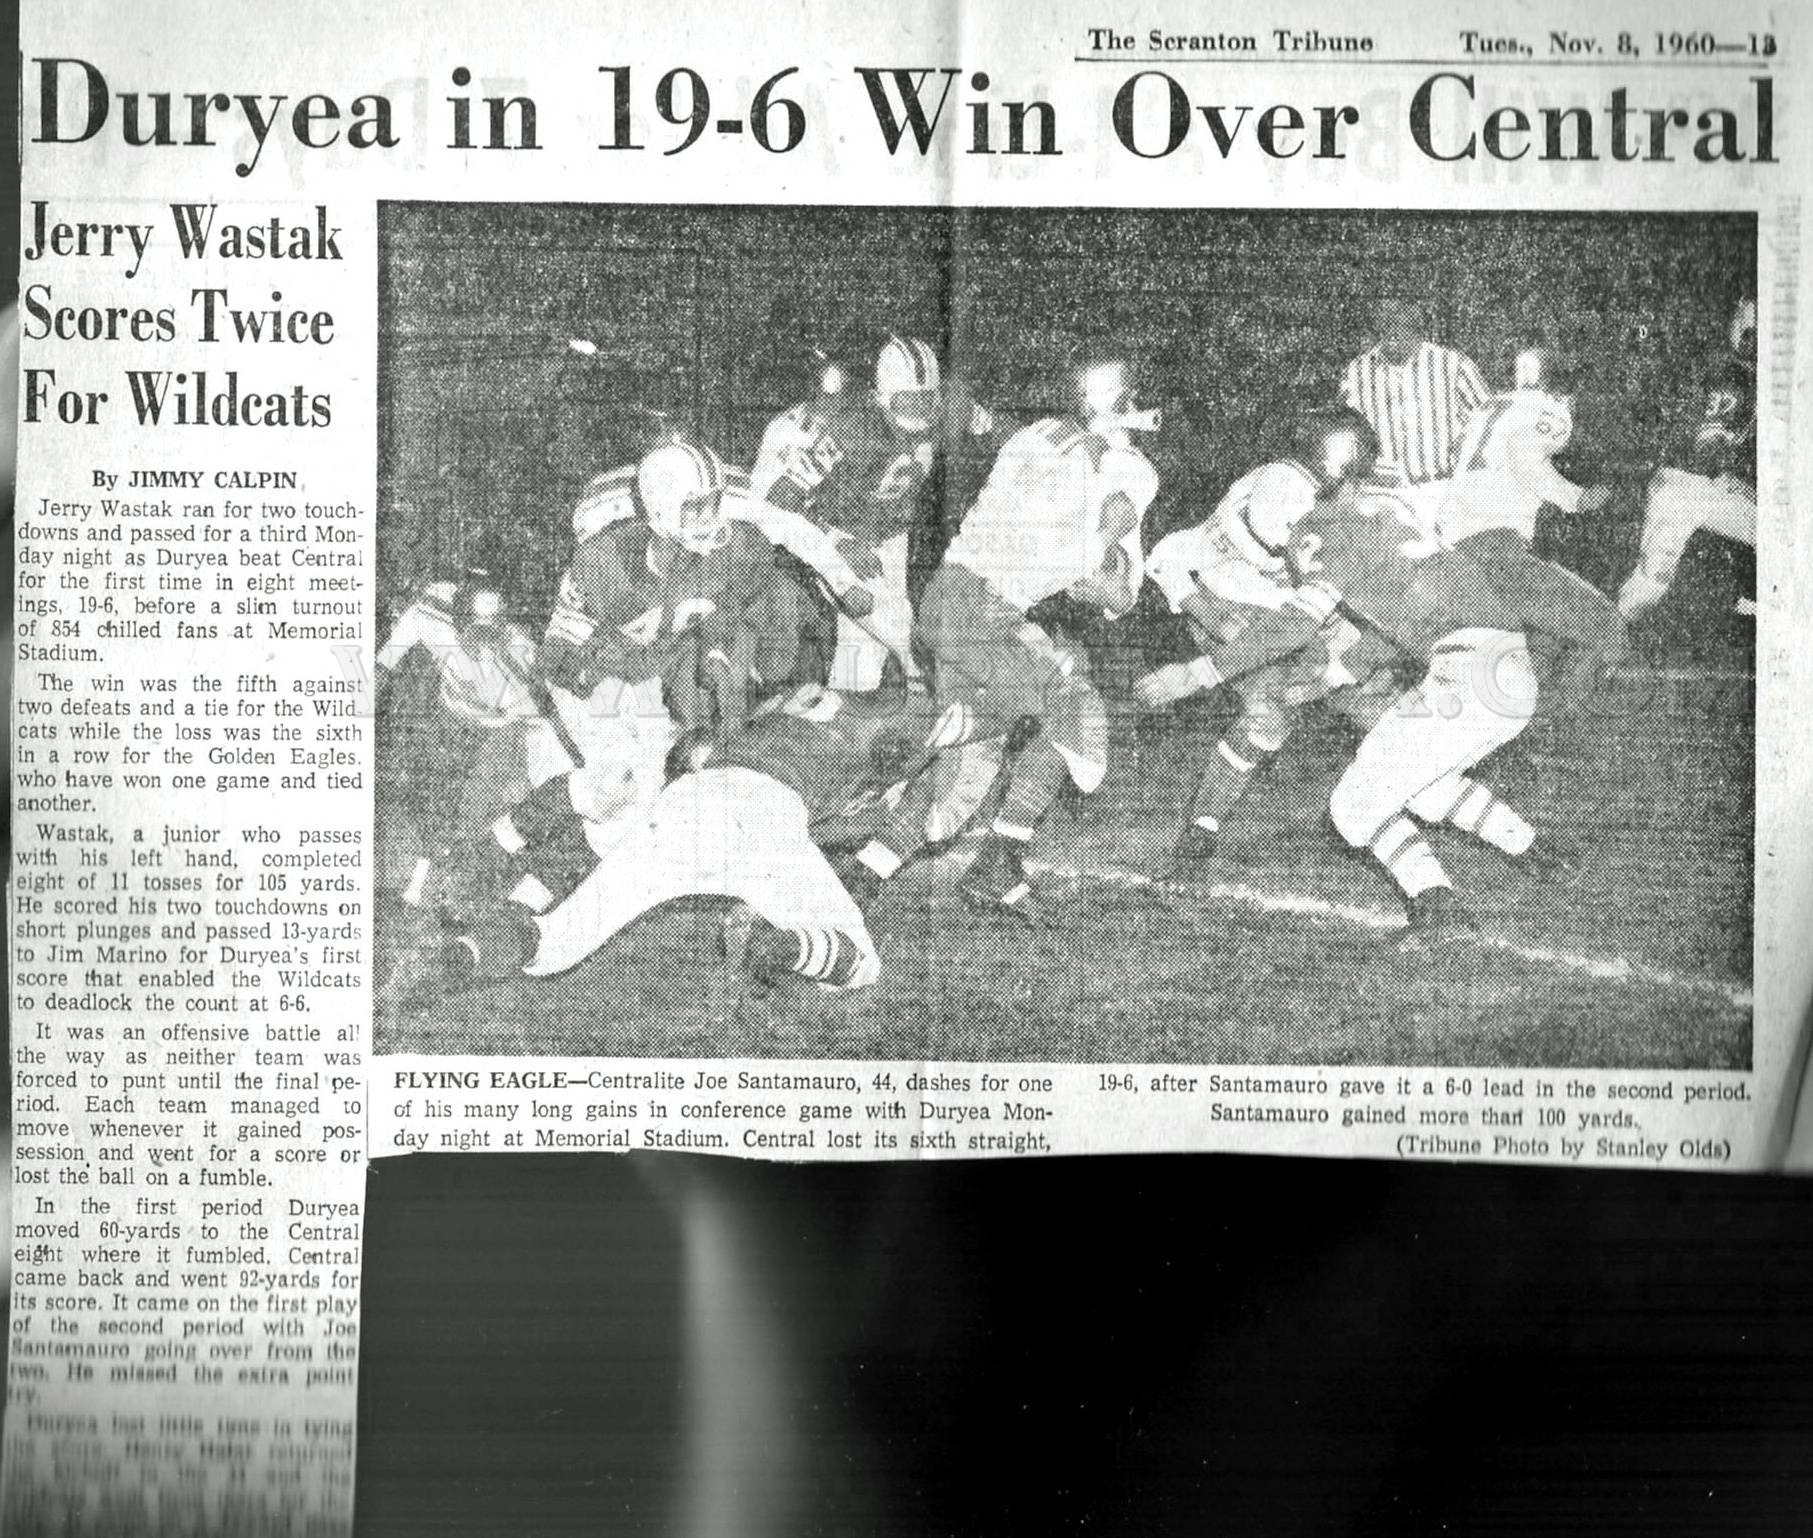 The Scranton Tribune Tues., Nov. 8, 1960—13
Duryea in 19-6 Win Over Central
Jerry Wastak
Scores Twice
For Wildcats
By JIMMY CALPIN
Jerry Wastak ran for two touch-
downs and passed for a third Mon-
day night as Duryea beat Central
for the first time in eight meet-
ings, 19-6, before a slim turnout
of 854 chilled fans at Memorial
Stadium.
The win was the fifth against
two defeats and a tie for the Wild-
cats while the loss was the sixth
in a row for the Golden Eagles,
who have won one game and tied
another.
Wastak, a junior who passes
with his left hand, completed
eight of 11 tosses for 105 yards.
He scored his two touchdowns on
short plunges and passed 13-yards
to Jim Marino for Duryea's first
score that enabled the Wildcats
to deadlock the count at 6-6.
It was an offensive battle all
the way as neither team was
forced to punt until the final pe-
riod. Each team managed to
move whenever it gained pos-
session and went for a score or
lost the ball on a fumble.
In the first period Duryea
moved 60-yards to the Central
eight where it fumbled. Central
came back and went 92-yards for
its score. It came on the first play
of the second period with Joe
Santamauro going over from the
two. He missed the extra point
try.
Duryea lost little time in tying
the returned
FLYING EAGLE—Centralite Joe Santamauro, 44, dashes for one
of his many long gains in conference game with Duryea Mon-
day night at Memorial Stadium. Central lost its sixth straight,
19-6, after Santamauro gave it a 6-0 lead in the second period.
Santamauro gained more than 100 yards.
(Tribune Photo by Stanley Olds)